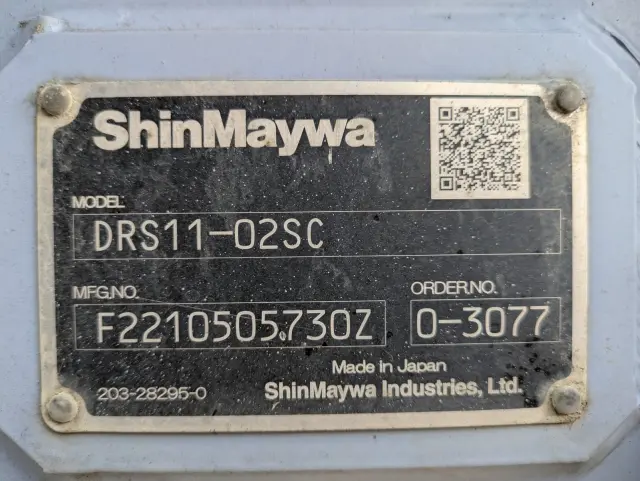 ShinMaywa
MODEL
DRS11-02SC
MFG.NO. ORDER.NO.
F2210505730Z 0-3077
Made in Japan
203-28295-0 ShinMaywa Industries, Ltd.